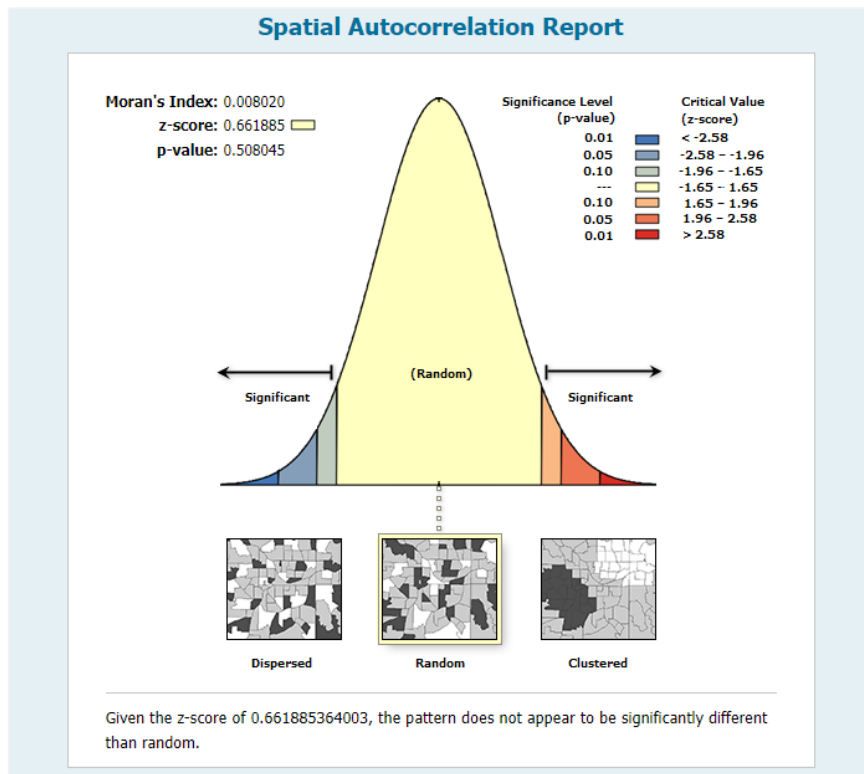 Spatial Autocorrelation Report
Moran's Index: 0.008020
z-score: 0.661885
p-value: 0.508045
Significance Level (p-value)
Critical Value (z-score)
0.01 < -2.58
0.05 -2.58 – -1.96
0.10 -1.96 – -1.65
--- -1.65 – 1.65
0.10 1.65 – 1.96
0.05 1.96 – 2.58
0.01 > 2.58
(Random)
Significant Significant
Dispersed Random Clustered
Given the z-score of 0.661885364003, the pattern does not appear to be significantly different
than random.